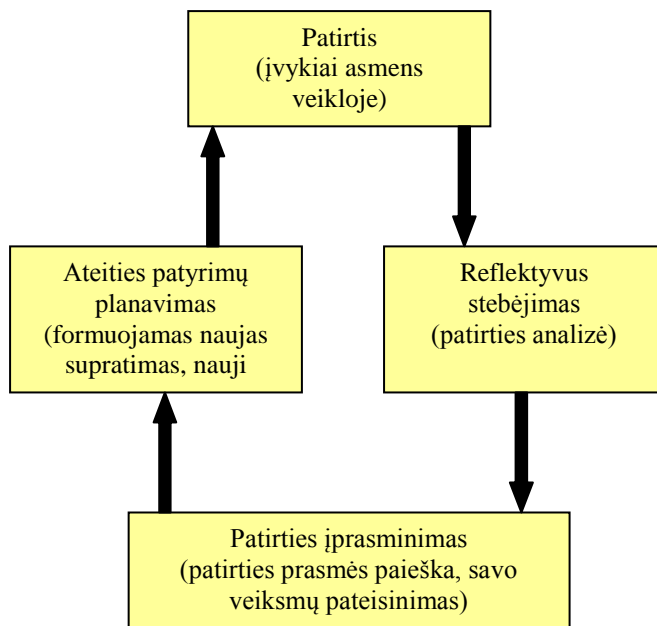 Patirtis
(įvykiai asmens
veikloje)
Ateities patyrimų
planavimas
(formuojamas naujas
supratimas, nauji
Reflektyvus
stebėjimas
(patirties analizė)
Patirties įprasminimas
(patirties prasmės paieška, savo
veiksmų pateisinimas)